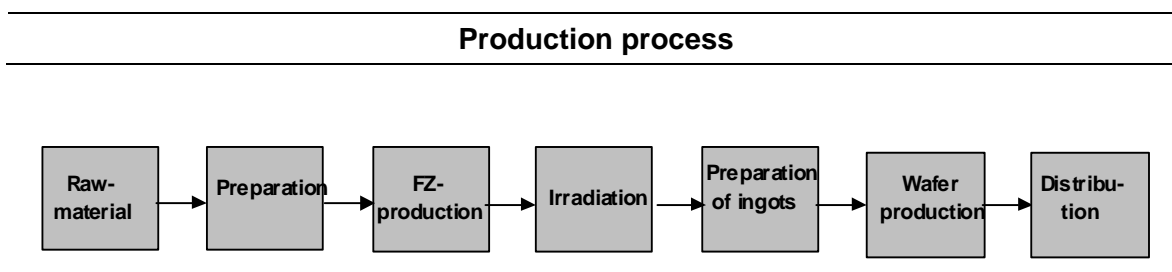 Production process
Raw-
material
Preparation
FZ-
production
Irradiation
Preparation
of ingots
Wafer
production
Distribu-
tion